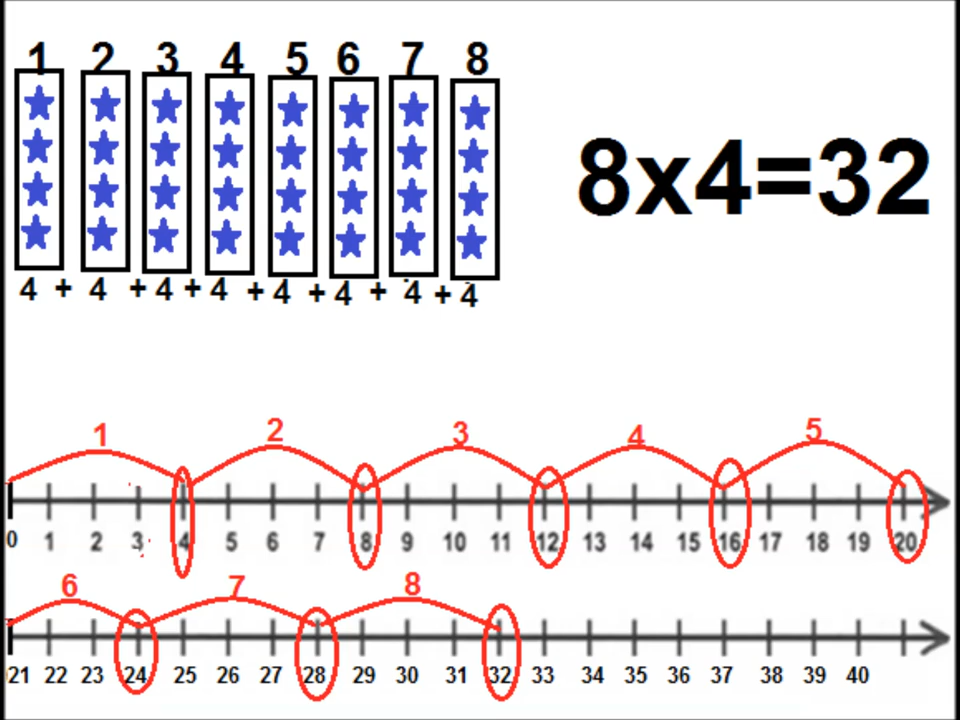 1 2 3 4 5 6 7 8
8x4=32
4 + 4 + 4 + 4 + 4 + 4 + 4 + 4
1 2 3 4 5
0 1 2 3 4 5 6 7 8 9 10 11 12 13 14 15 16 17 18 19 20
6 7 8
21 22 23 24 25 26 27 28 29 30 31 32 33 34 35 36 37 38 39 40